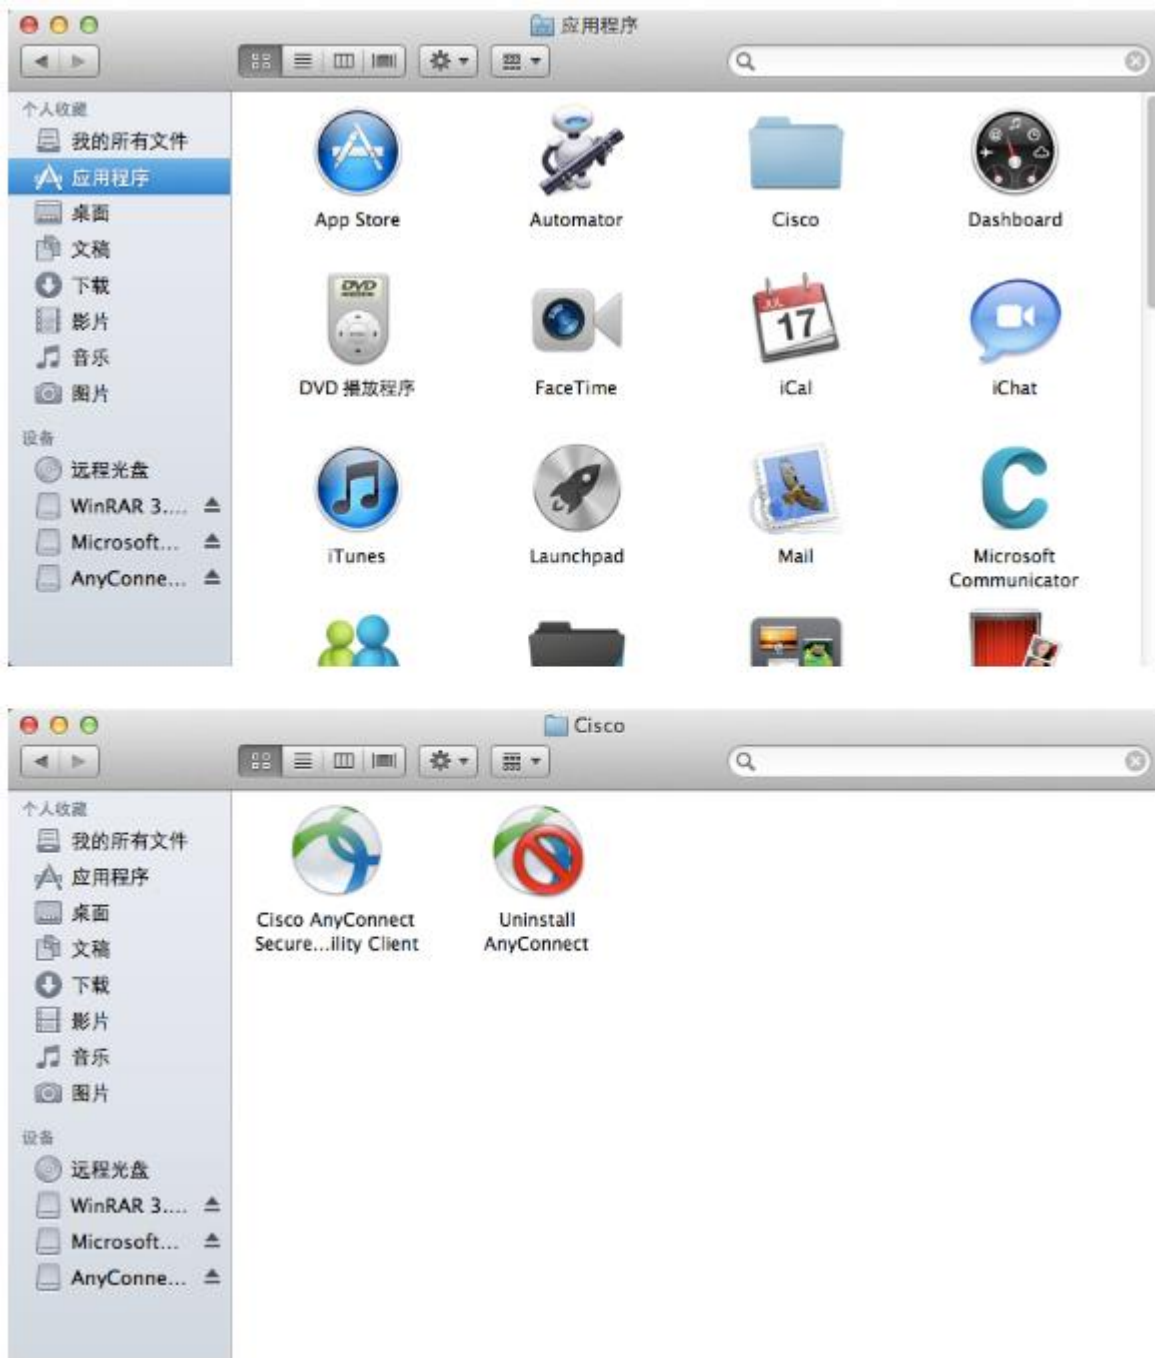 应用程序
个人收藏
我的所有文件
应用程序
桌面
文稿
下载
影片
音乐
图片
设备
远程光盘
WinRAR 3....
Microsoft...
AnyConne...
App Store
Automator
Cisco
Dashboard
DVD 播放程序
FaceTime
JUL
17
iCal
iChat
iTunes
Launchpad
Mail
Microsoft
Communicator
Cisco
个人收藏
我的所有文件
应用程序
桌面
文稿
下载
影片
音乐
图片
设备
远程光盘
WinRAR 3....
Microsoft...
AnyConne...
Cisco AnyConnect
Secure...ility Client
Uninstall
AnyConnect